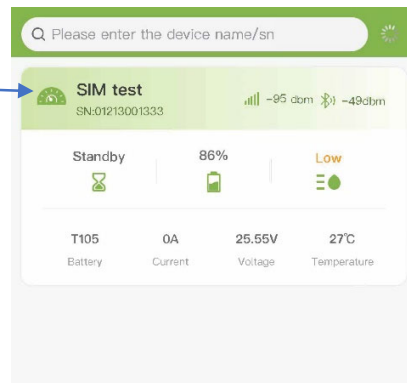 Please enter the device name/sn
SIM test
-95 dbm -49dbm
SN:01213001333
Standby 86% Low
T105 0A 25.55V 27℃
Battery Current Voltage Temperature